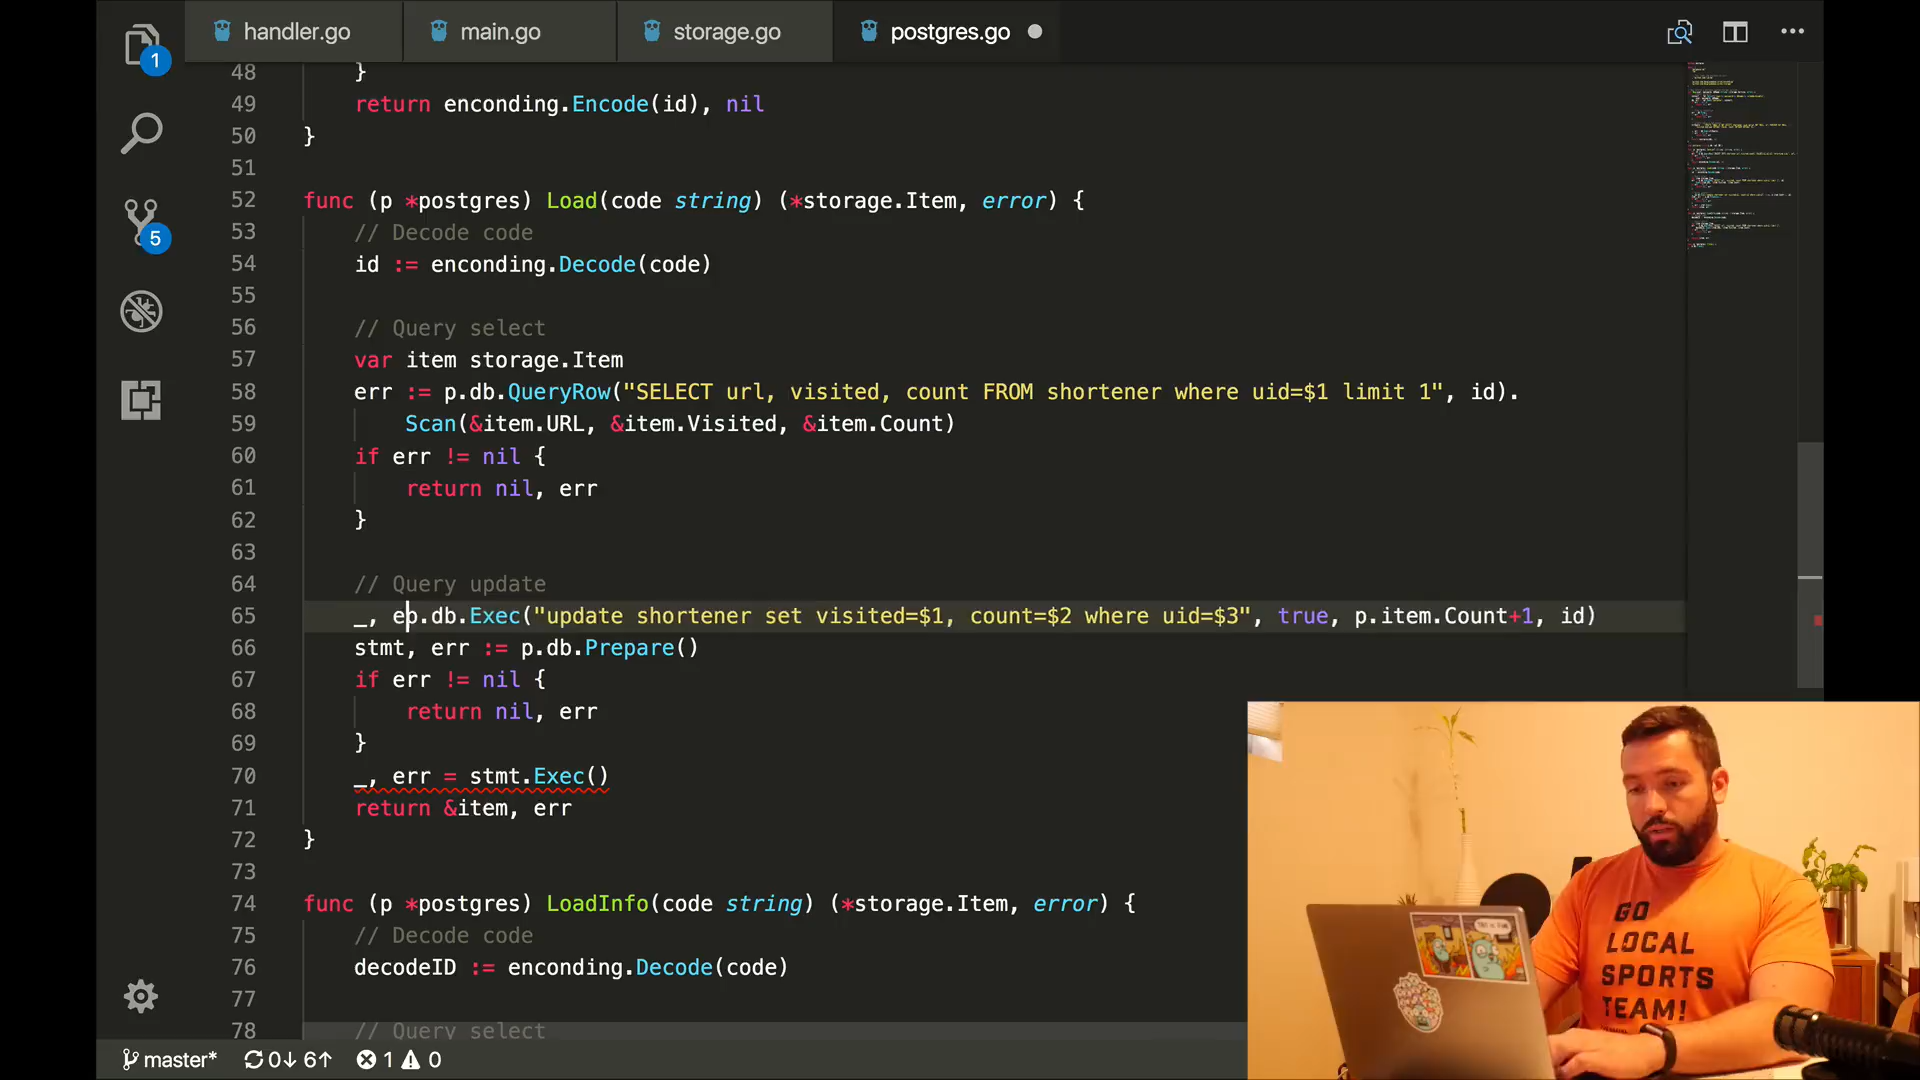 handler.go main.go storage.go postgres.go
1
48 }
49 return enconding.Encode(id), nil
50 }
51
52 func (p *postgres) Load(code string) (*storage.Item, error) {
53 // Decode code
54 id := enconding.Decode(code)
55
56 // Query select
57 var item storage.Item
58 err := p.db.QueryRow("SELECT url, visited, count FROM shortener where uid=$1 limit 1", id).
59 Scan(&item.URL, &item.Visited, &item.Count)
60 if err != nil {
61 return nil, err
62 }
63
64 // Query update
65 _, ep.db.Exec("update shortener set visited=$1, count=$2 where uid=$3", true, p.item.Count+1, id)
66 stmt, err := p.db.Prepare()
67 if err != nil {
68 return nil, err
69 }
70 _, err = stmt.Exec()
71 return &item, err
72 }
73
74 func (p *postgres) LoadInfo(code string) (*storage.Item, error) {
75 // Decode code
76 decodeID := enconding.Decode(code)
77
78 // Query select
5
master* 0↓ 6↑ 1 0
GO
LOCAL
SPORTS
TEAM!